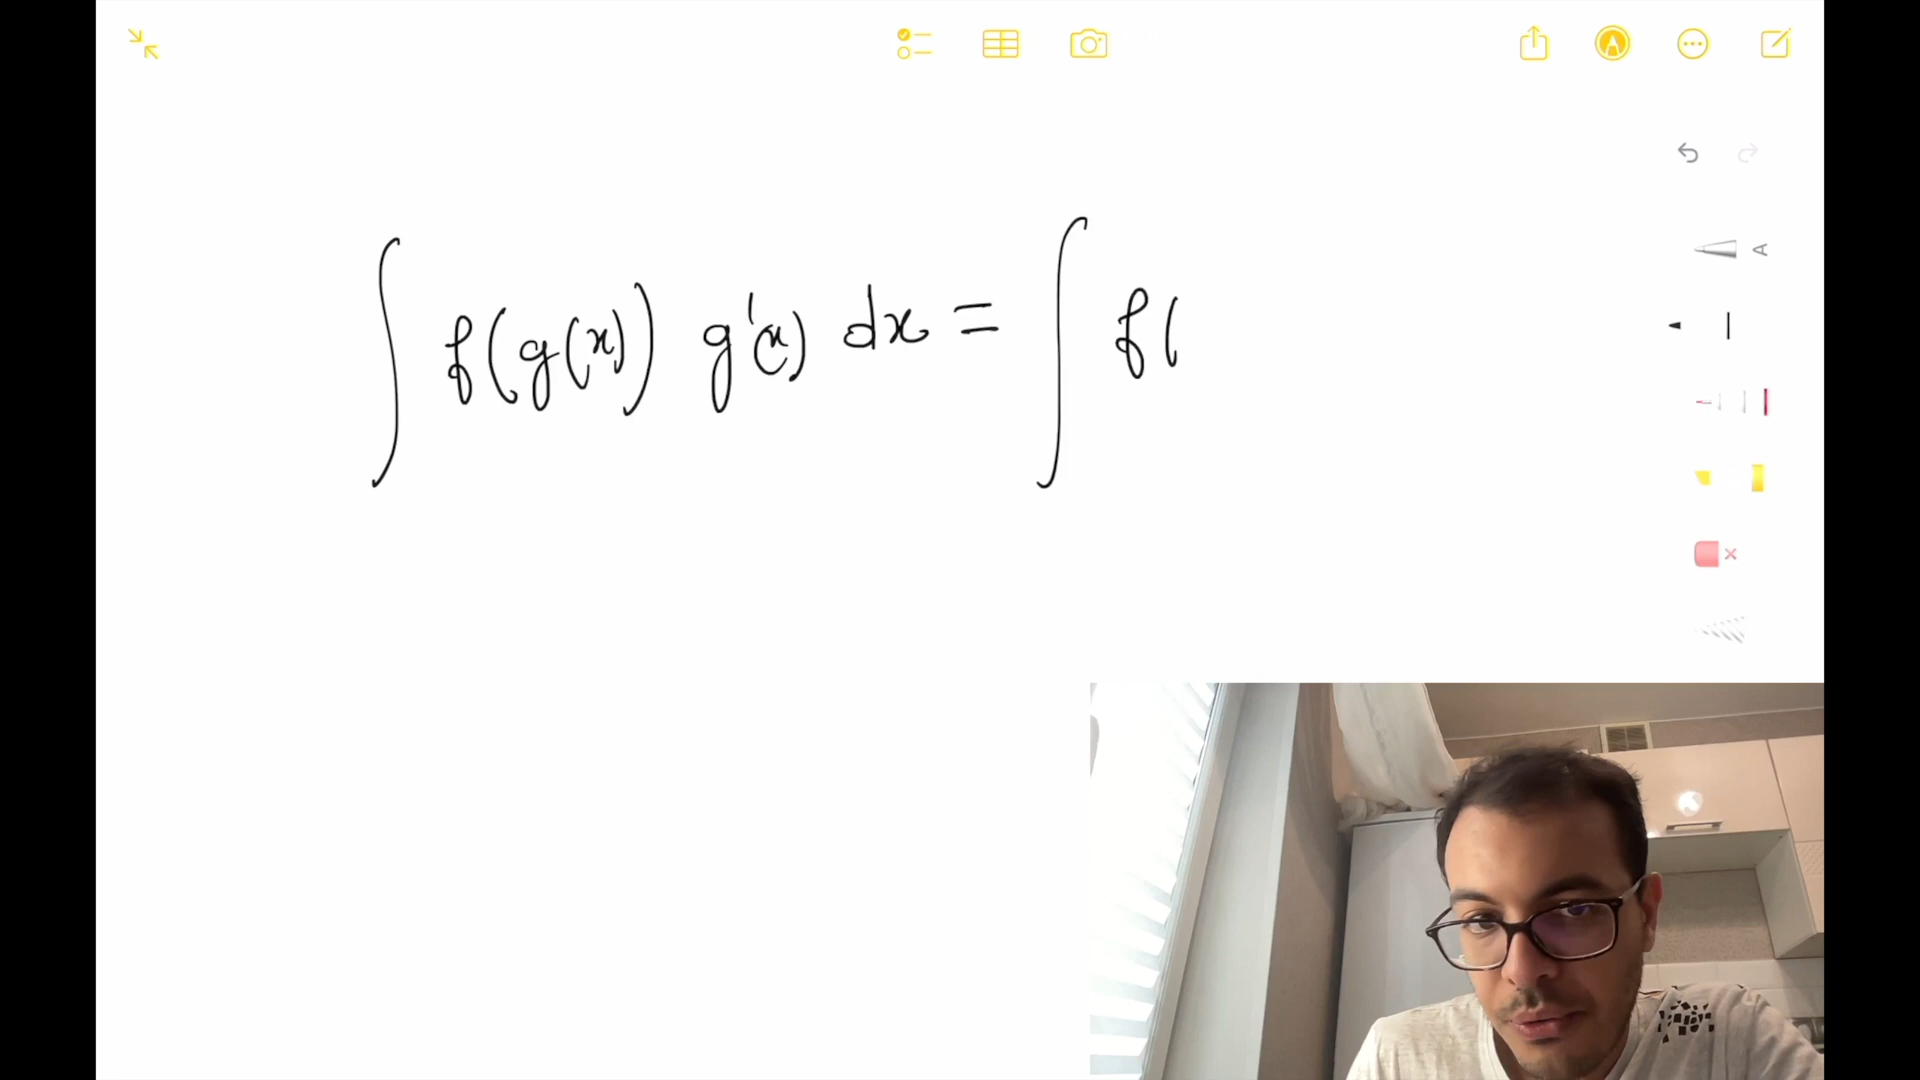 ∫ f(g(x)) g'(x) dx = ∫ f(